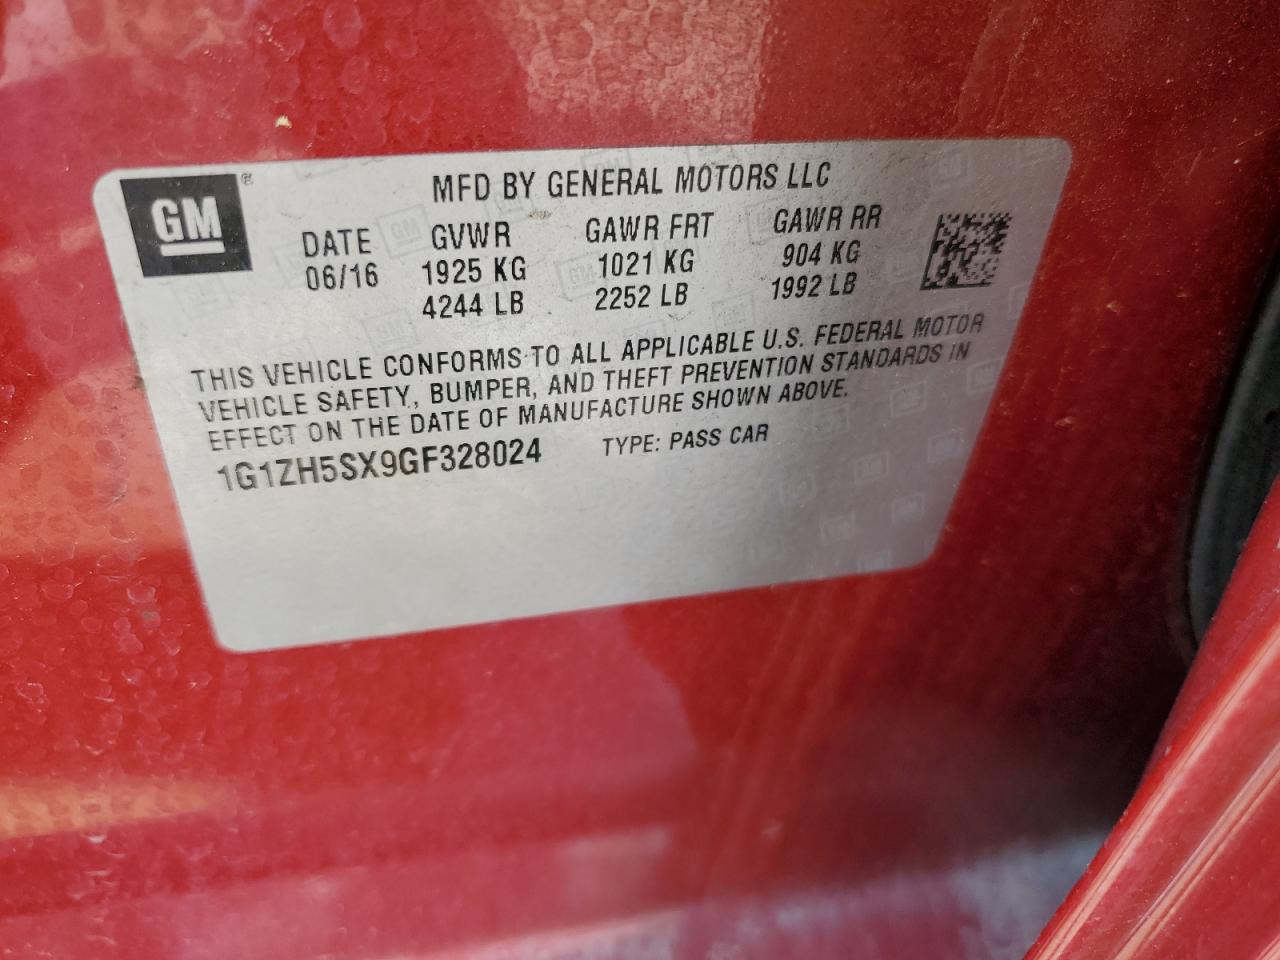 GM®
MFD BY GENERAL MOTORS LLC
DATE GVWR GAWR FRT GAWR RR
06/16 1925 KG 1021 KG 904 KG
4244 LB 2252 LB 1992 LB
THIS VEHICLE CONFORMS TO ALL APPLICABLE U.S. FEDERAL MOTOR
VEHICLE SAFETY, BUMPER, AND THEFT PREVENTION STANDARDS IN
EFFECT ON THE DATE OF MANUFACTURE SHOWN ABOVE.
1G1ZH5SX9GF328024 TYPE: PASS CAR